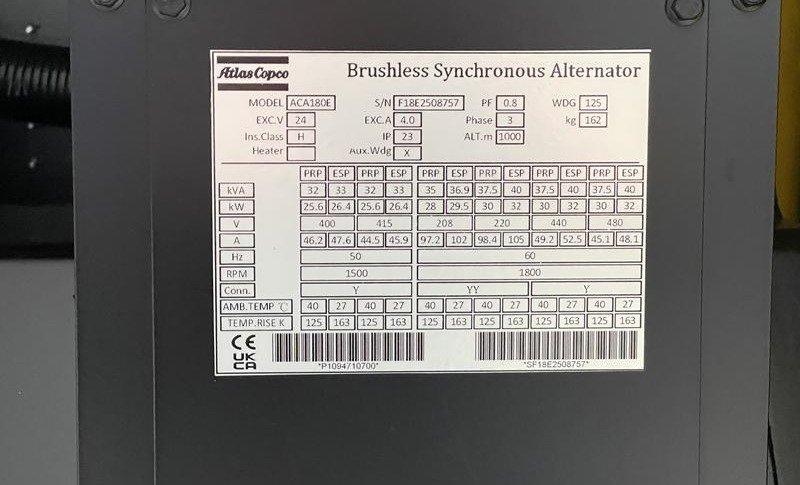 Atlas Copco Brushless Synchronous Alternator
MODEL ACA180E S/N F18E2508757 PF 0.8 WDG 125
EXC.V 24 EXC.A 4.0 Phase 3 kg 162
Ins.Class H IP 23 ALT.m 1000
Heater Aux.Wdg X
PRP ESP PRP ESP PRP ESP PRP ESP PRP ESP PRP ESP
kVA 32 33 32 33 35 36.9 37.5 40 37.5 40 37.5 40
kW 25.6 26.4 25.6 26.4 28 29.5 30 32 30 32 30 32
V 400 415 208 220 440 480
A 46.2 47.6 44.5 45.9 97.2 102 98.4 105 49.2 52.5 45.1 48.1
Hz 50 60
RPM 1500 1800
Conn. Y YY Y
AMB.TEMP ℃ 40 27 40 27 40 27 40 27 40 27 40 27
TEMP.RISE K 125 163 125 163 125 163 125 163 125 163 125 163
CE
UK
CA
*P1094710700* *SF18E2508757*